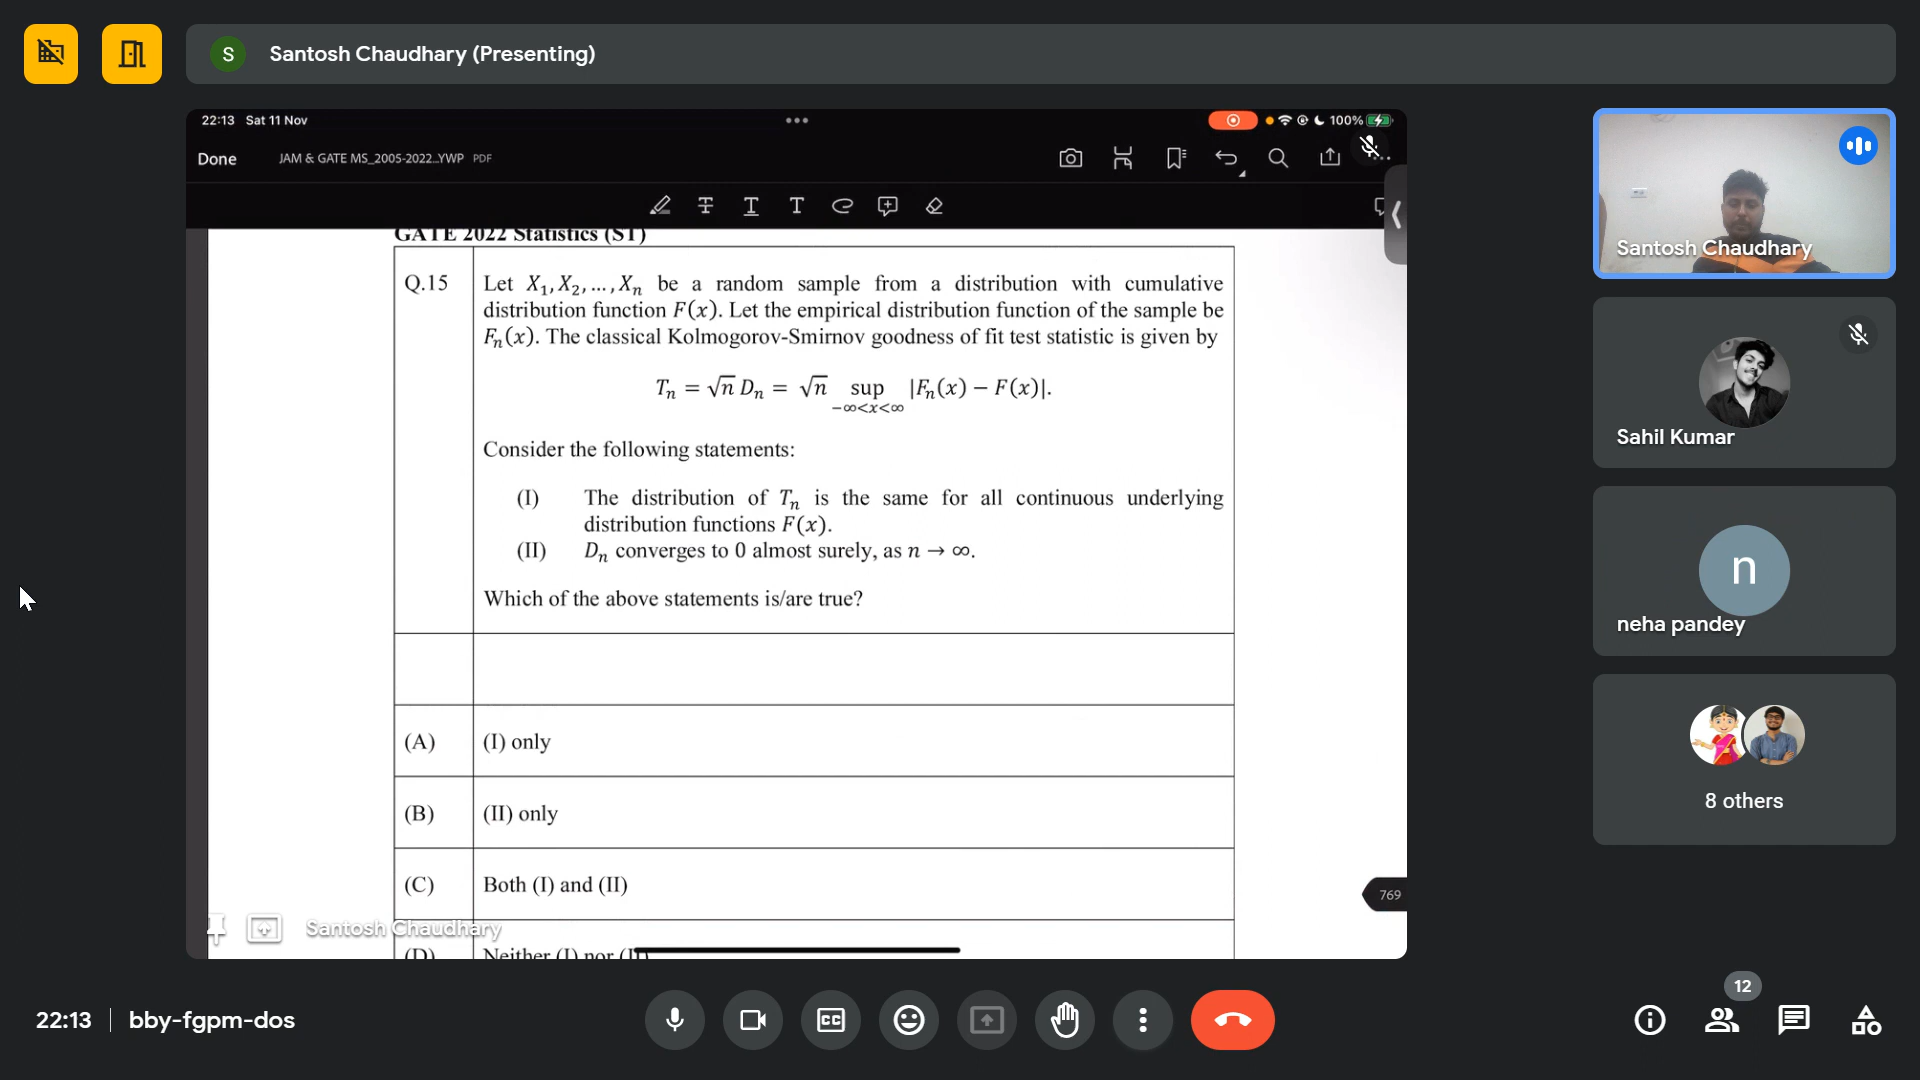 S Santosh Chaudhary (Presenting)
22:13 Sat 11 Nov
100%
Done
JAM & GATE MS_2005-2022_.YWP PDF
GATE 2022 Statistics (ST)
Q.15 Let X₁, X₂, …, Xₙ be a random sample from a distribution with cumulative
distribution function F(x). Let the empirical distribution function of the sample be
Fₙ(x). The classical Kolmogorov-Smirnov goodness of fit test statistic is given by
Tₙ = √n Dₙ = √n sup |Fₙ(x) − F(x)|.
−∞<x<∞
Consider the following statements:
(I) The distribution of Tₙ is the same for all continuous underlying
distribution functions F(x).
(II) Dₙ converges to 0 almost surely, as n → ∞.
Which of the above statements is/are true?
(A) (I) only
(B) (II) only
(C) Both (I) and (II)
(D) Neither (I) nor (II)
769
Santosh Chaudhary
Santosh Chaudhary
Sahil Kumar
n
neha pandey
8 others
22:13 bby-fgpm-dos
CC
12